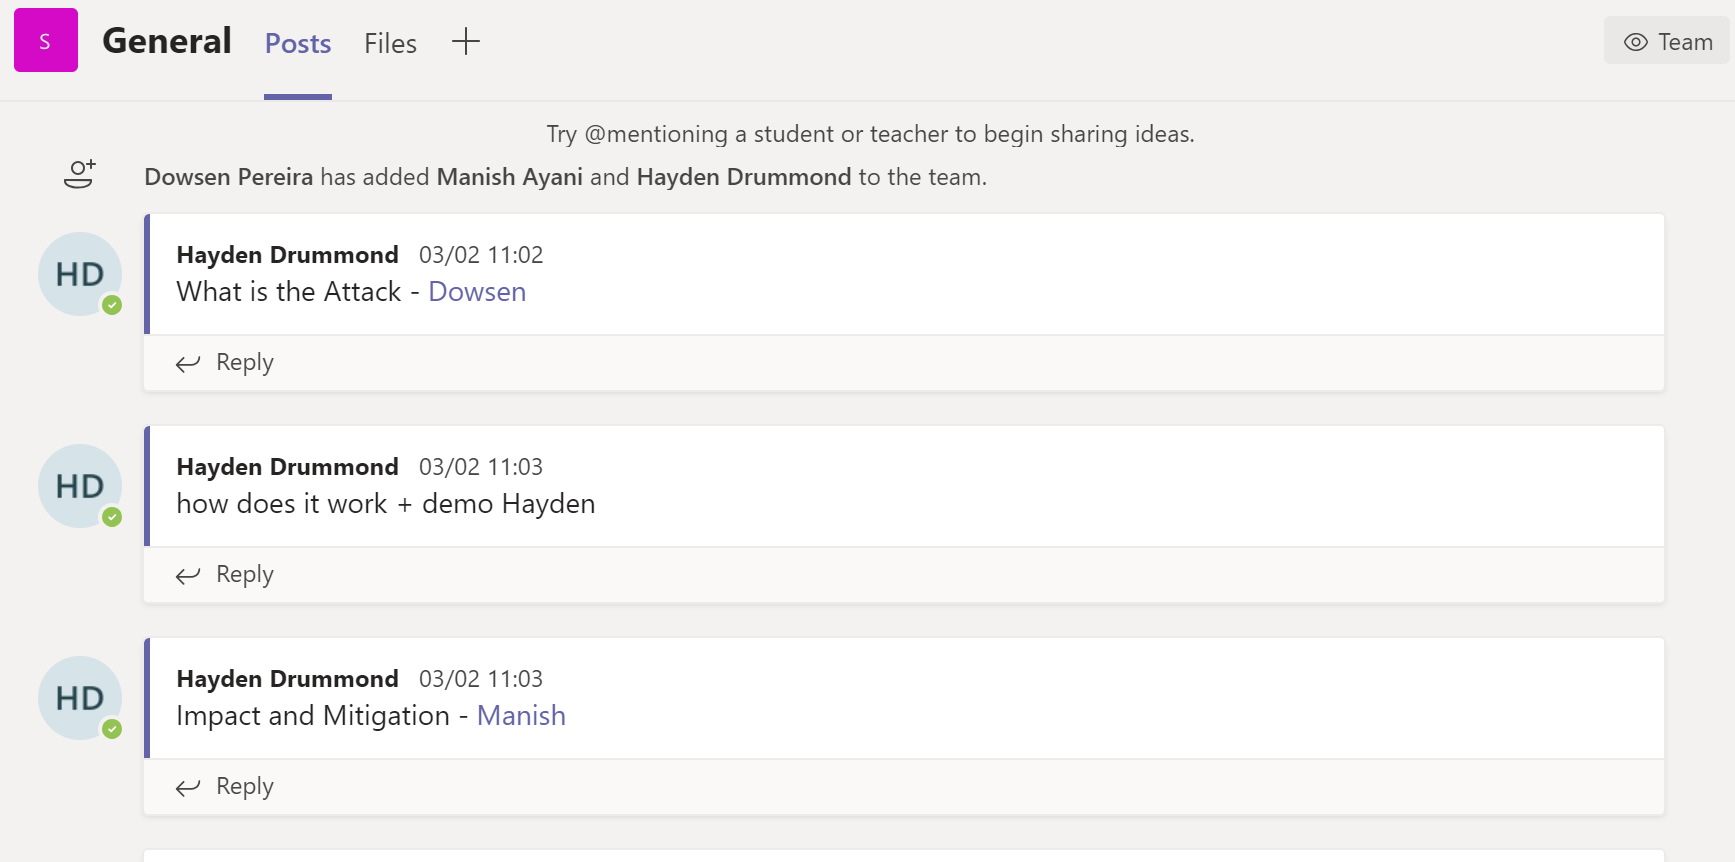 S
General Posts Files
Team
Try @mentioning a student or teacher to begin sharing ideas.
Dowsen Pereira has added Manish Ayani and Hayden Drummond to the team.
HD
Hayden Drummond 03/02 11:02
What is the Attack - Dowsen
Reply
HD
Hayden Drummond 03/02 11:03
how does it work + demo Hayden
Reply
HD
Hayden Drummond 03/02 11:03
Impact and Mitigation - Manish
Reply